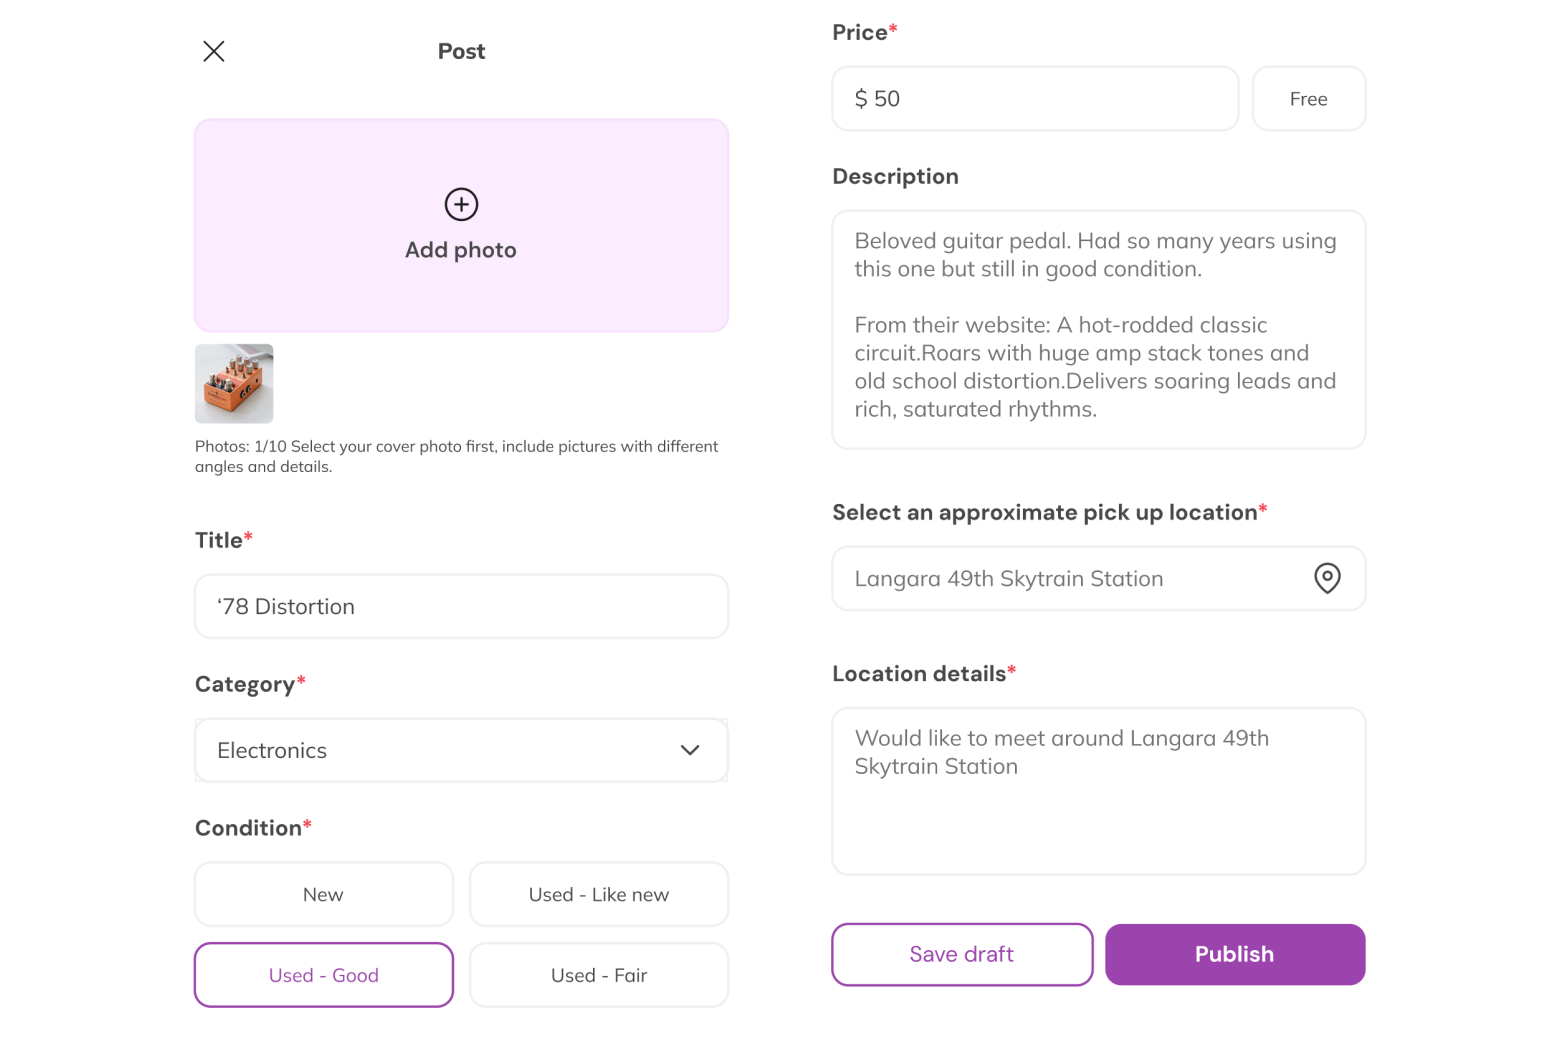 Post
Add photo
Photos: 1/10 Select your cover photo first, include pictures with different
angles and details.
Title*
‘78 Distortion
Category*
Electronics
Condition*
New
Used - Like new
Used - Good
Used - Fair
Price*
$ 50
Free
Description
Beloved guitar pedal. Had so many years using
this one but still in good condition.
From their website: A hot-rodded classic
circuit.Roars with huge amp stack tones and
old school distortion.Delivers soaring leads and
rich, saturated rhythms.
Select an approximate pick up location*
Langara 49th Skytrain Station
Location details*
Would like to meet around Langara 49th
Skytrain Station
Save draft
Publish